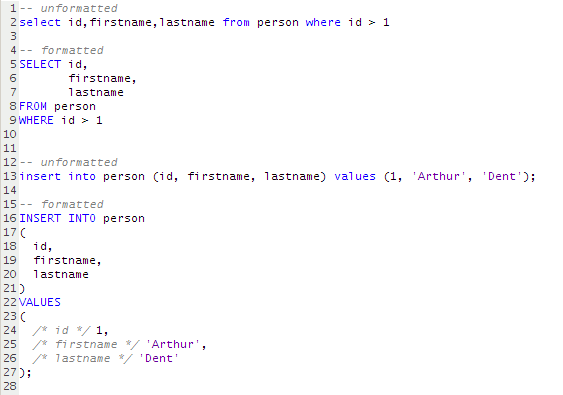 1 -- unformatted
2 select id,firstname,lastname from person where id > 1
3
4 -- formatted
5 SELECT id,
6        firstname,
7        lastname
8 FROM person
9 WHERE id > 1
10
11
12 -- unformatted
13 insert into person (id, firstname, lastname) values (1, 'Arthur', 'Dent');
14
15 -- formatted
16 INSERT INTO person
17 (
18   id,
19   firstname,
20   lastname
21 )
22 VALUES
23 (
24   /* id */ 1,
25   /* firstname */ 'Arthur',
26   /* lastname */ 'Dent'
27 );
28